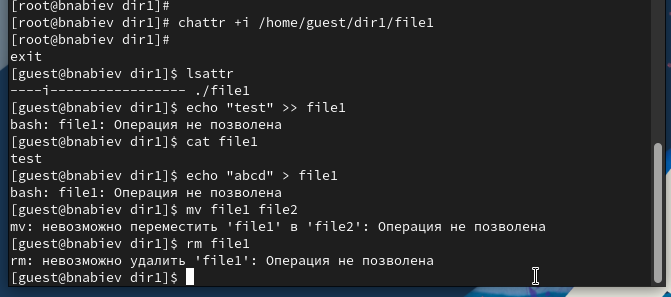 [root@bnabiev dir1]#
[root@bnabiev dir1]# chattr +i /home/guest/dir1/file1
[root@bnabiev dir1]#
exit
[guest@bnabiev dir1]$ lsattr
----i----------------- ./file1
[guest@bnabiev dir1]$ echo "test" >> file1
bash: file1: Операция не позволена
[guest@bnabiev dir1]$ cat file1
test
[guest@bnabiev dir1]$ echo "abcd" > file1
bash: file1: Операция не позволена
[guest@bnabiev dir1]$ mv file1 file2
mv: невозможно переместить 'file1' в 'file2': Операция не позволена
[guest@bnabiev dir1]$ rm file1
rm: невозможно удалить 'file1': Операция не позволена
[guest@bnabiev dir1]$